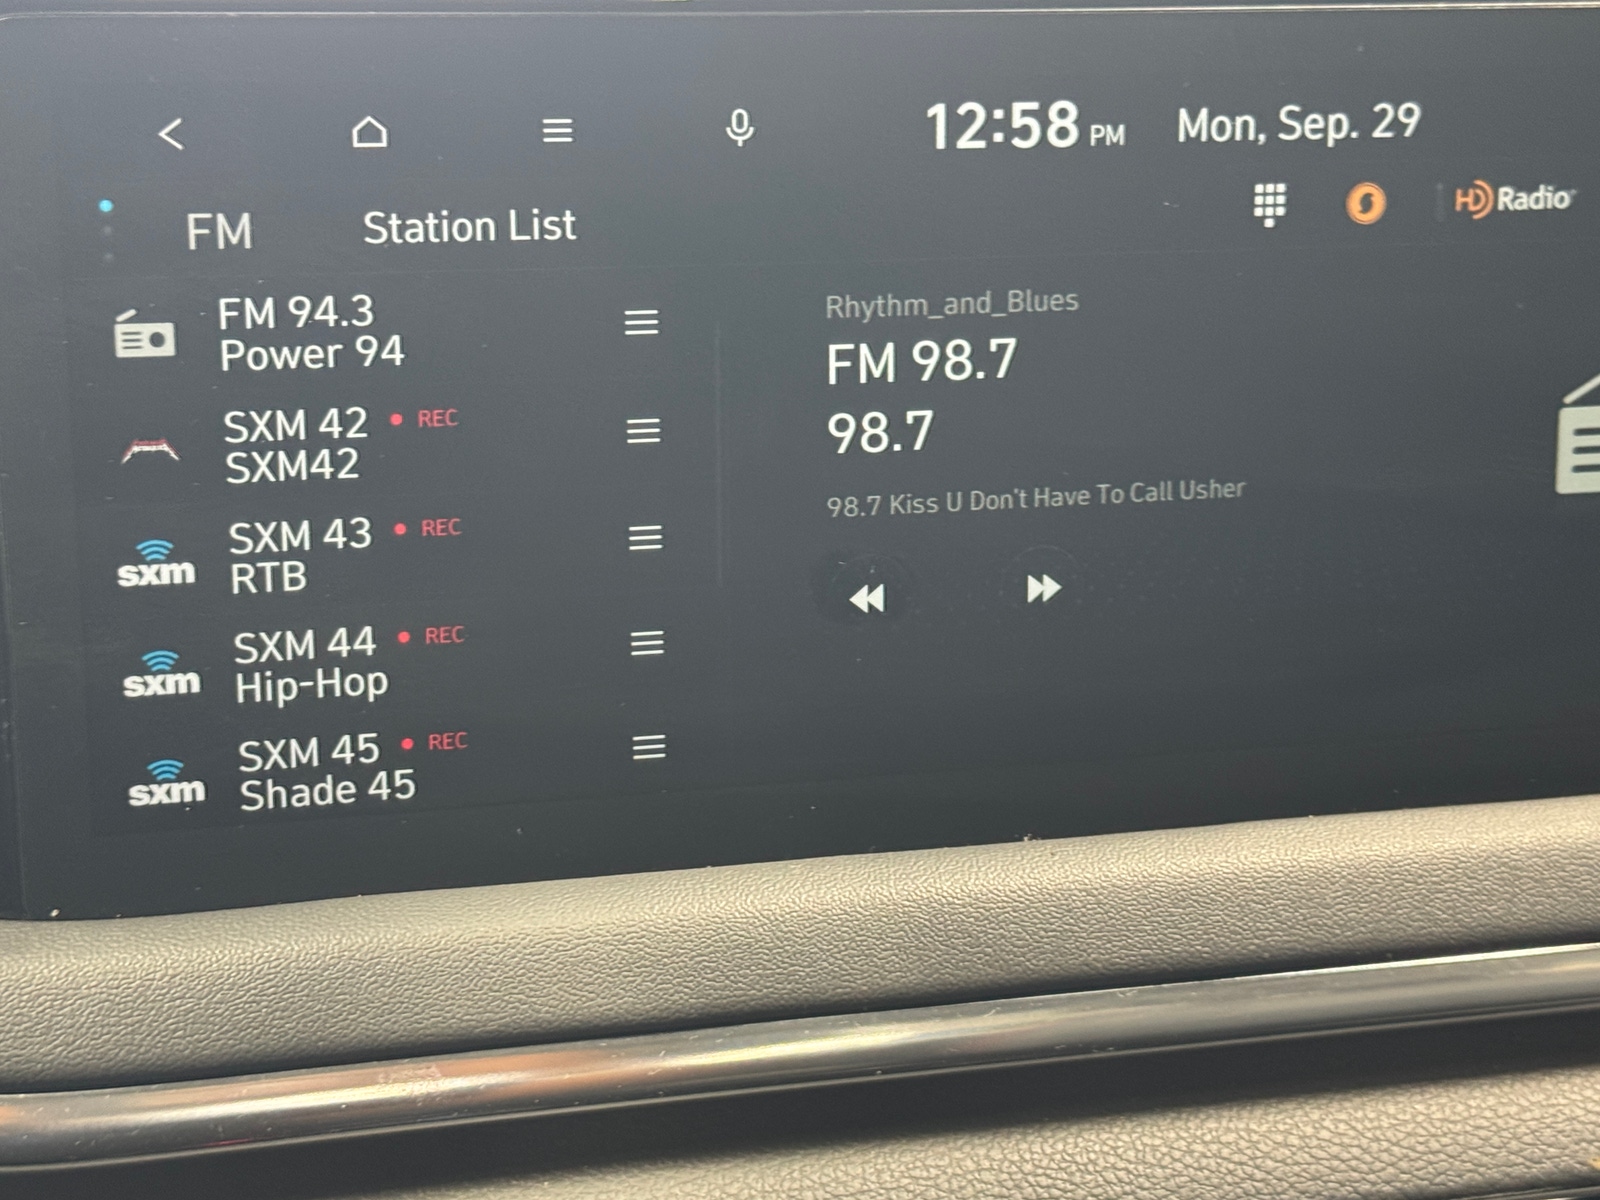 12:58 PM Mon, Sep. 29
FM Station List
HD Radio
FM 94.3
Power 94
SXM 42 • REC
SXM42
sxm
SXM 43 • REC
RTB
sxm
SXM 44 • REC
Hip-Hop
sxm
SXM 45 • REC
Shade 45
Rhythm_and_Blues
FM 98.7
98.7
98.7 Kiss U Don't Have To Call Usher